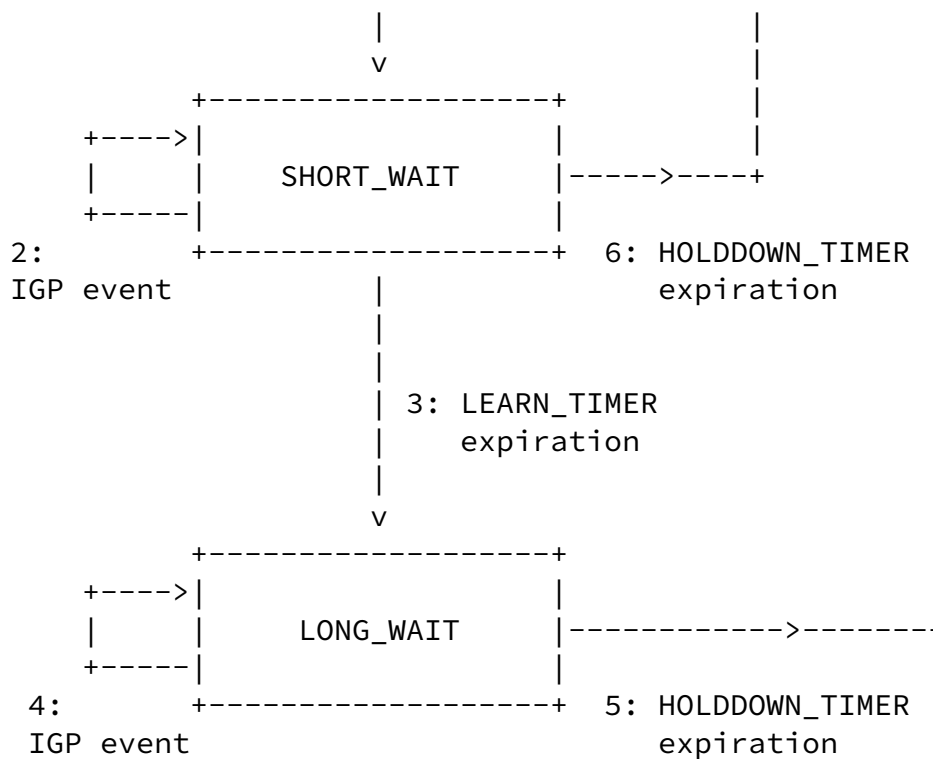 SHORT_WAIT
2:
6: HOLDDOWN_TIMER
IGP event
expiration
3: LEARN_TIMER
expiration
LONG_WAIT
4:
5: HOLDDOWN_TIMER
IGP event
expiration